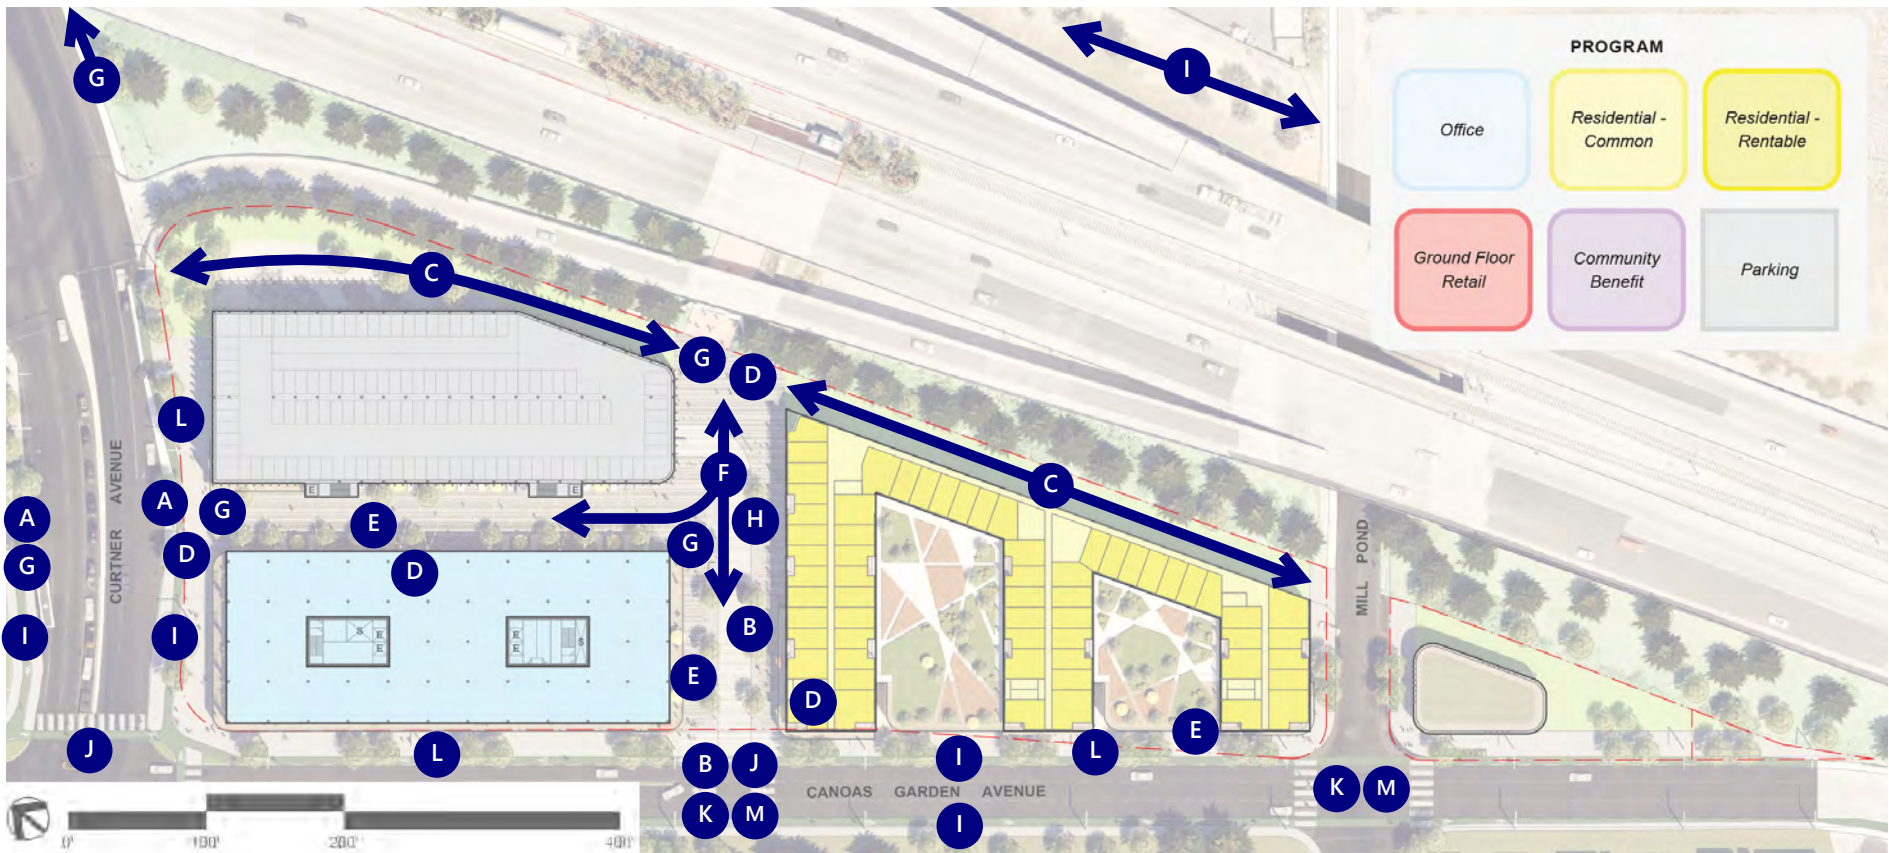 G
I
PROGRAM
Office
Residential -
Common
Residential -
Rentable
Ground Floor
Retail
Community
Benefit
Parking
C
G
D
L
CURTNER AVENUE
F
C
A
A
G
E
H
G
E
E
D
G
D
MILL POND
I
I
S
E
E
E
E
S
B
E
D
E
J
L
B
J
I
L
K
M
CANOAS GARDEN AVENUE
K
M
I
0'
100'
200'
400'